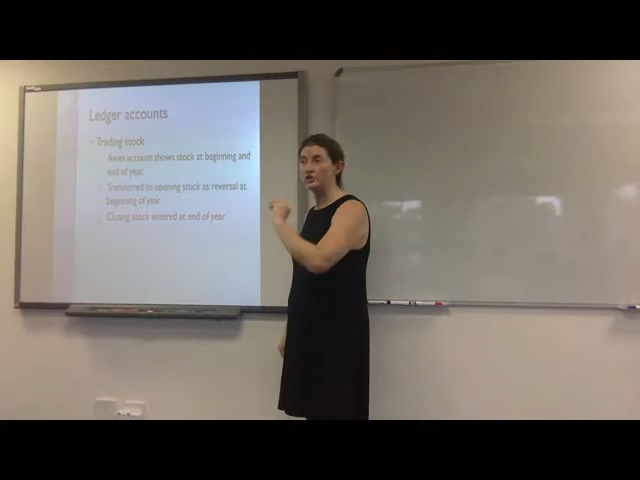 Ledger accounts
Trading stock
Asset account shows stock at beginning and
end of year
Transferred to opening stock as reversal at
beginning of year
Closing stock entered at end of year